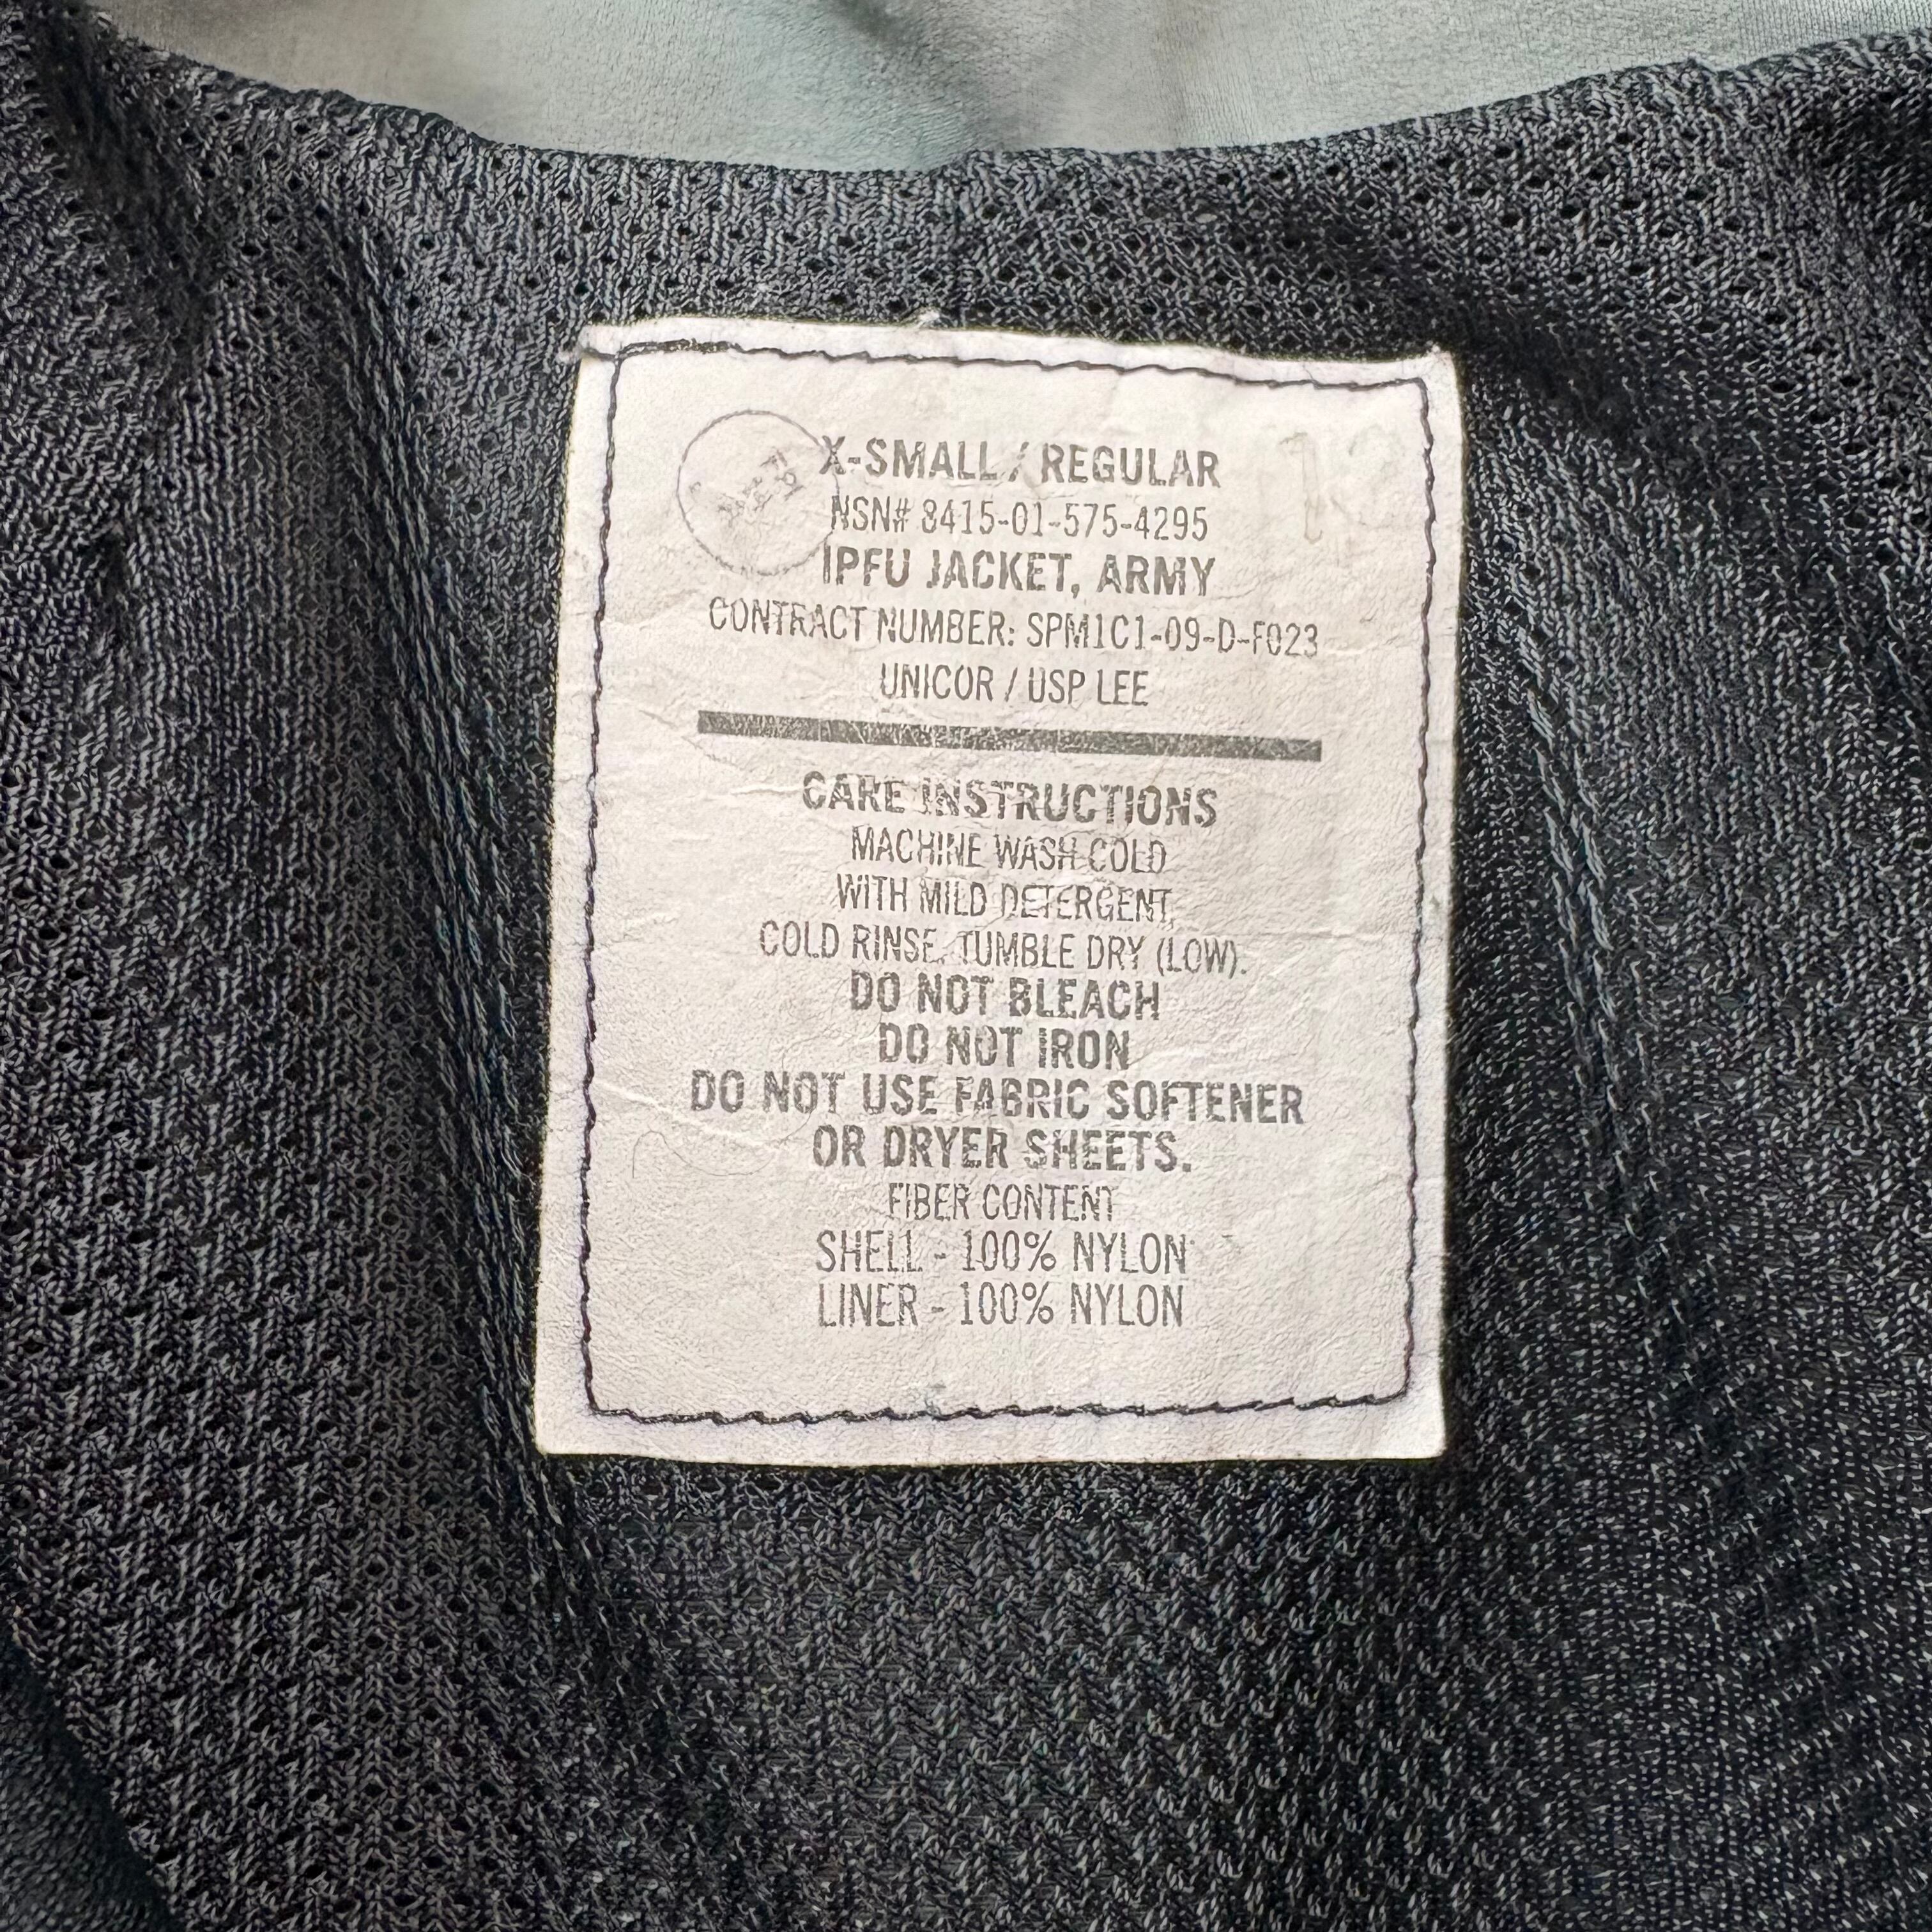 X-SMALL / REGULAR
NSN# 8415-01-575-4295
IPFU JACKET, ARMY
CONTRACT NUMBER: SPM1C1-09-D-F023
UNICOR / USP LEE
CARE INSTRUCTIONS
MACHINE WASH COLD
WITH MILD DETERGENT,
COLD RINSE. TUMBLE DRY (LOW).
DO NOT BLEACH
DO NOT IRON
DO NOT USE FABRIC SOFTENER
OR DRYER SHEETS.
FIBER CONTENT
SHELL - 100% NYLON
LINER - 100% NYLON